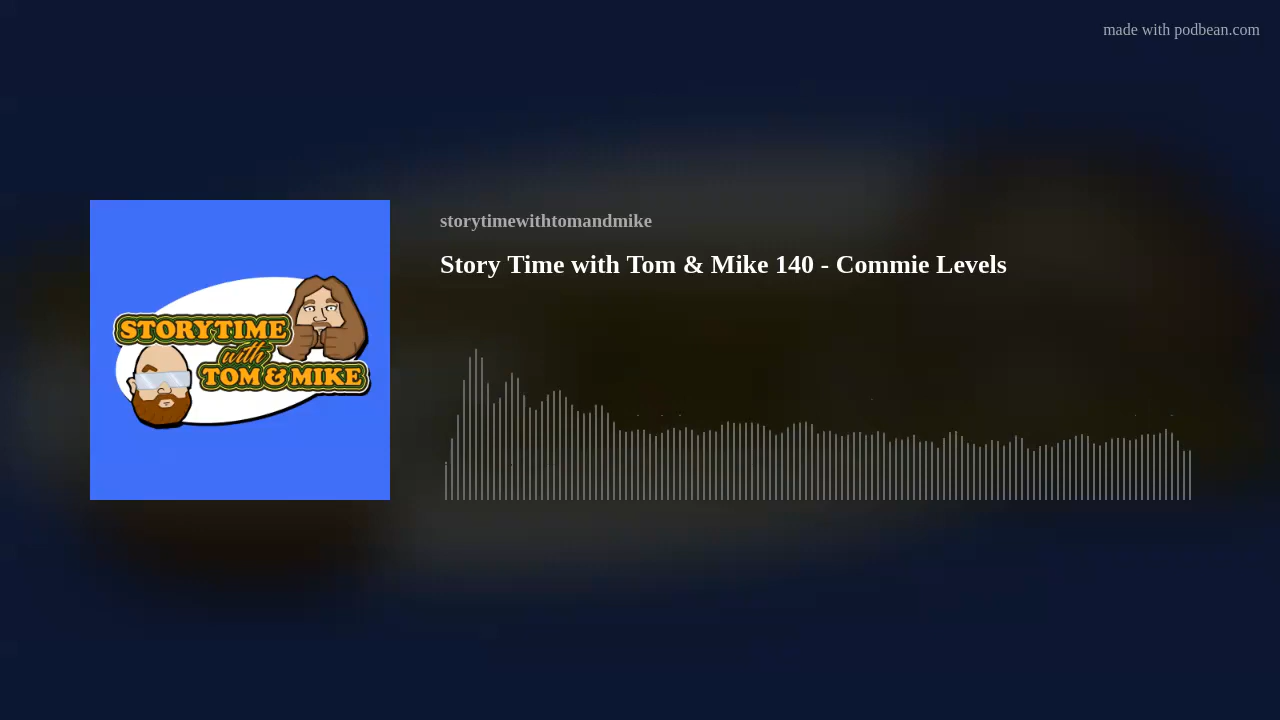 made with podbean.com
storytimewithtomandmike
Story Time with Tom & Mike 140 - Commie Levels
STORYTIME
with
TOM & MIKE